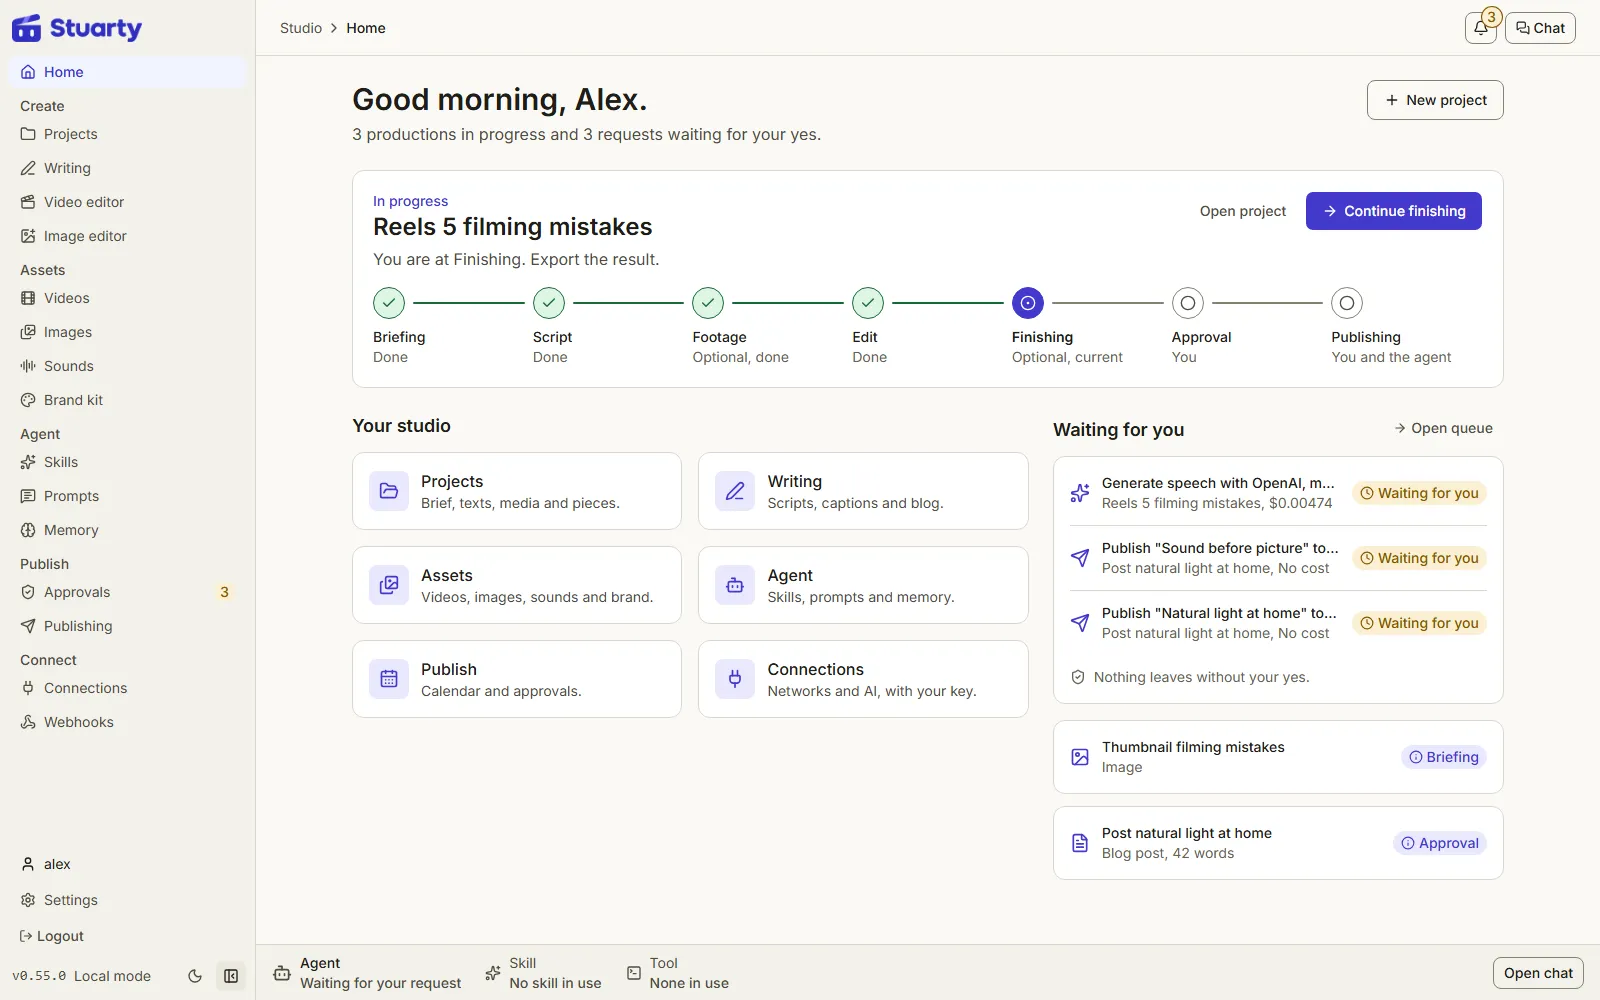 Stuarty
Home
Create
Projects
Writing
Video editor
Image editor
Assets
Videos
Images
Sounds
Brand kit
Agent
Skills
Prompts
Memory
Publish
Approvals 3
Publishing
Connect
Connections
Webhooks
alex
Settings
Logout
v0.55.0 Local mode
Studio > Home
3
Chat
Good morning, Alex.
3 productions in progress and 3 requests waiting for your yes.
+ New project
In progress
Reels 5 filming mistakes
You are at Finishing. Export the result.
Open project
Continue finishing
Briefing
Done
Script
Done
Footage
Optional, done
Edit
Done
Finishing
Optional, current
Approval
You
Publishing
You and the agent
Your studio
Projects
Brief, texts, media and pieces.
Writing
Scripts, captions and blog.
Assets
Videos, images, sounds and brand.
Agent
Skills, prompts and memory.
Publish
Calendar and approvals.
Connections
Networks and AI, with your key.
Waiting for you
Open queue
Generate speech with OpenAI, m...
Reels 5 filming mistakes, $0.00474
Waiting for you
Publish "Sound before picture" to...
Post natural light at home, No cost
Waiting for you
Publish "Natural light at home" to...
Post natural light at home, No cost
Waiting for you
Nothing leaves without your yes.
Thumbnail filming mistakes
Image
Briefing
Post natural light at home
Blog post, 42 words
Approval
Agent
Waiting for your request
Skill
No skill in use
Tool
None in use
Open chat